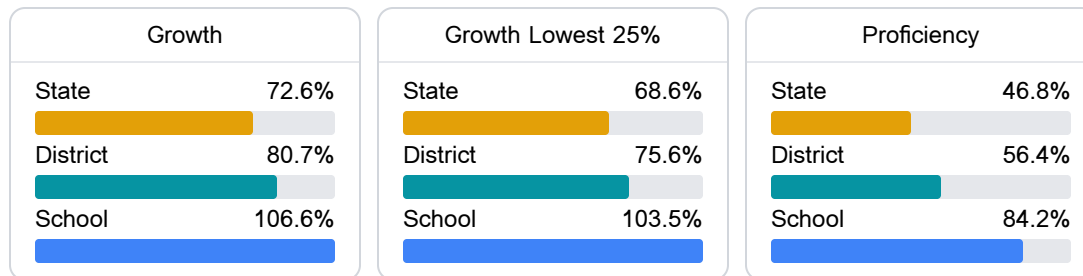 Growth
State 72.6%
District 80.7%
School 106.6%
Growth Lowest 25%
State 68.6%
District 75.6%
School 103.5%
Proficiency
State 46.8%
District 56.4%
School 84.2%